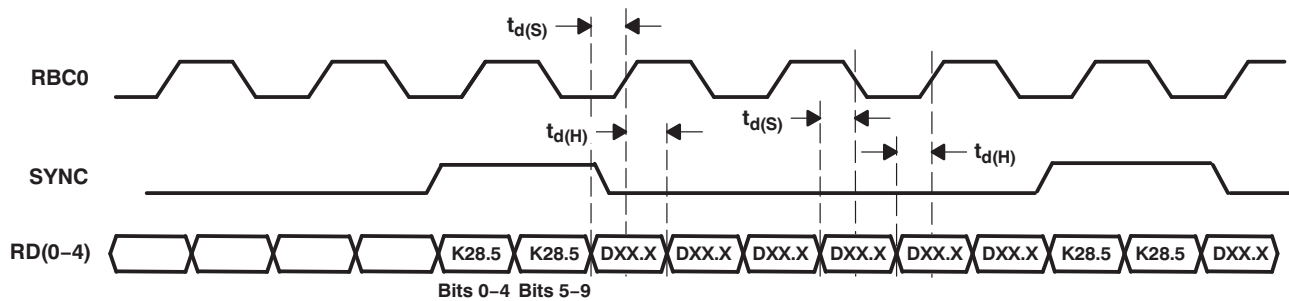 t_d(S)
RBC0
t_d(H)
t_d(S)
t_d(H)
SYNC
RD(0–4)
K28.5 K28.5 DXX.X DXX.X DXX.X DXX.X DXX.X DXX.X K28.5 K28.5 DXX.X
Bits 0–4 Bits 5–9